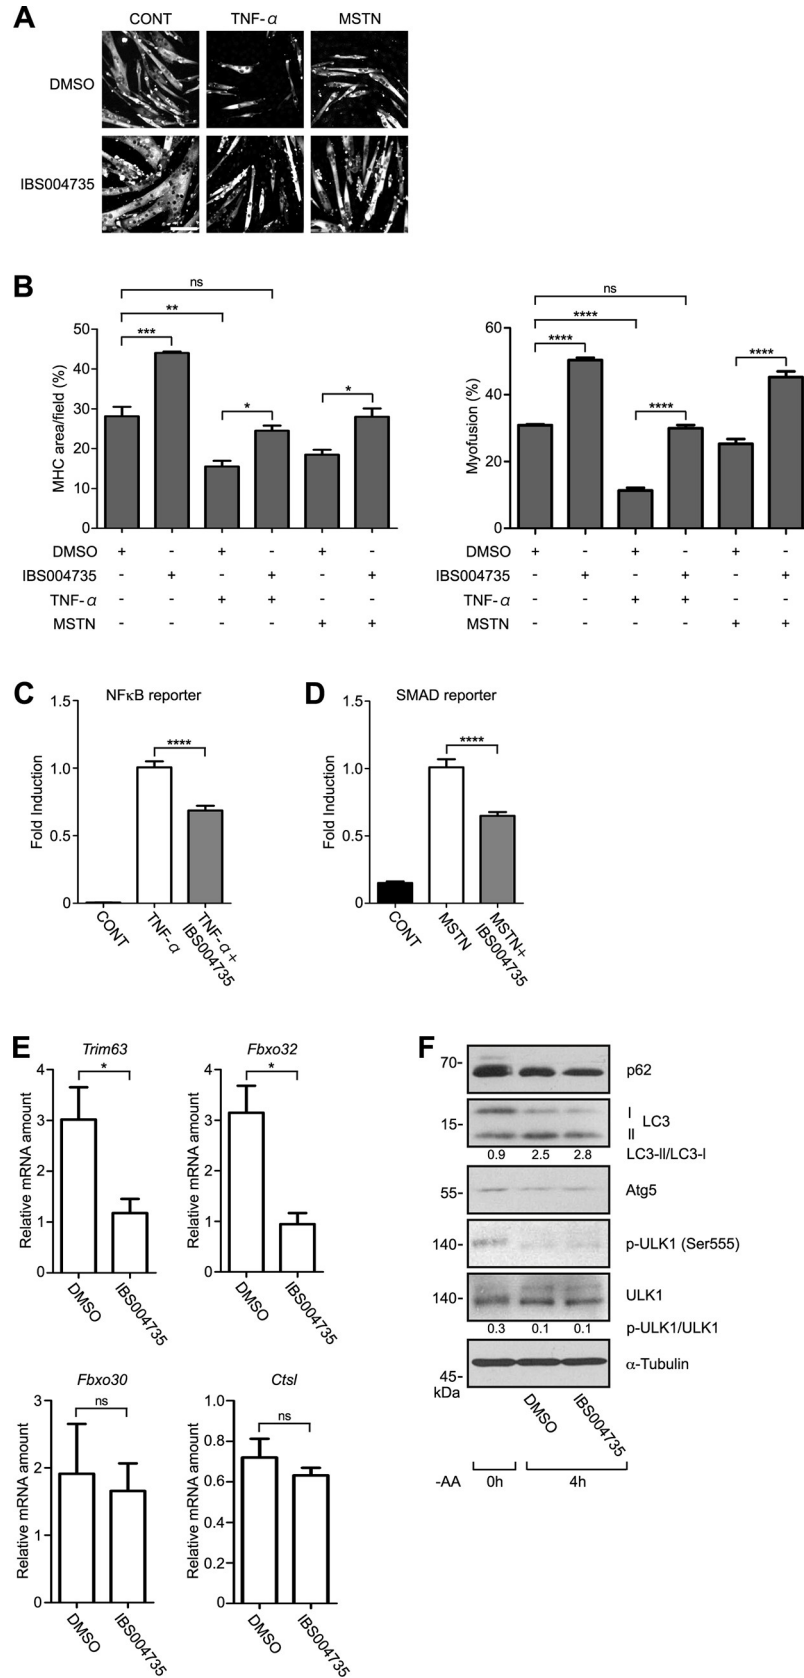 A
CONT TNF-α MSTN
DMSO
IBS004735
B
ns
**
***
*
*
MHC area/field (%)
50
40
30
20
10
0
DMSO + - + - + -
IBS004735 - + - + - +
TNF-α - - + + - -
MSTN - - - - + +
ns
****
****
****
****
Myofusion (%)
60
40
20
0
DMSO + - + - + -
IBS004735 - + - + - +
TNF-α - - + + - -
MSTN - - - - + +
C
NFκB reporter
****
Fold Induction
1.5
1.0
0.5
0
CONT
TNF-α
TNF-α+
IBS004735
D
SMAD reporter
****
Fold Induction
1.5
1.0
0.5
0
CONT
MSTN
MSTN+
IBS004735
E
Trim63
*
Relative mRNA amount
4
3
2
1
0
DMSO
IBS004735
Fbxo32
*
Relative mRNA amount
4
3
2
1
0
DMSO
IBS004735
Fbxo30
ns
Relative mRNA amount
3
2
1
0
DMSO
IBS004735
Ctsl
ns
Relative mRNA amount
1.0
0.8
0.6
0.4
0.2
0
DMSO
IBS004735
F
70- p62
I
15- LC3
II
0.9 2.5 2.8 LC3-II/LC3-I
55- Atg5
140- p-ULK1 (Ser555)
140- ULK1
0.3 0.1 0.1 p-ULK1/ULK1
α-Tubulin
45-
kDa
DMSO
IBS004735
-AA 0h 4h